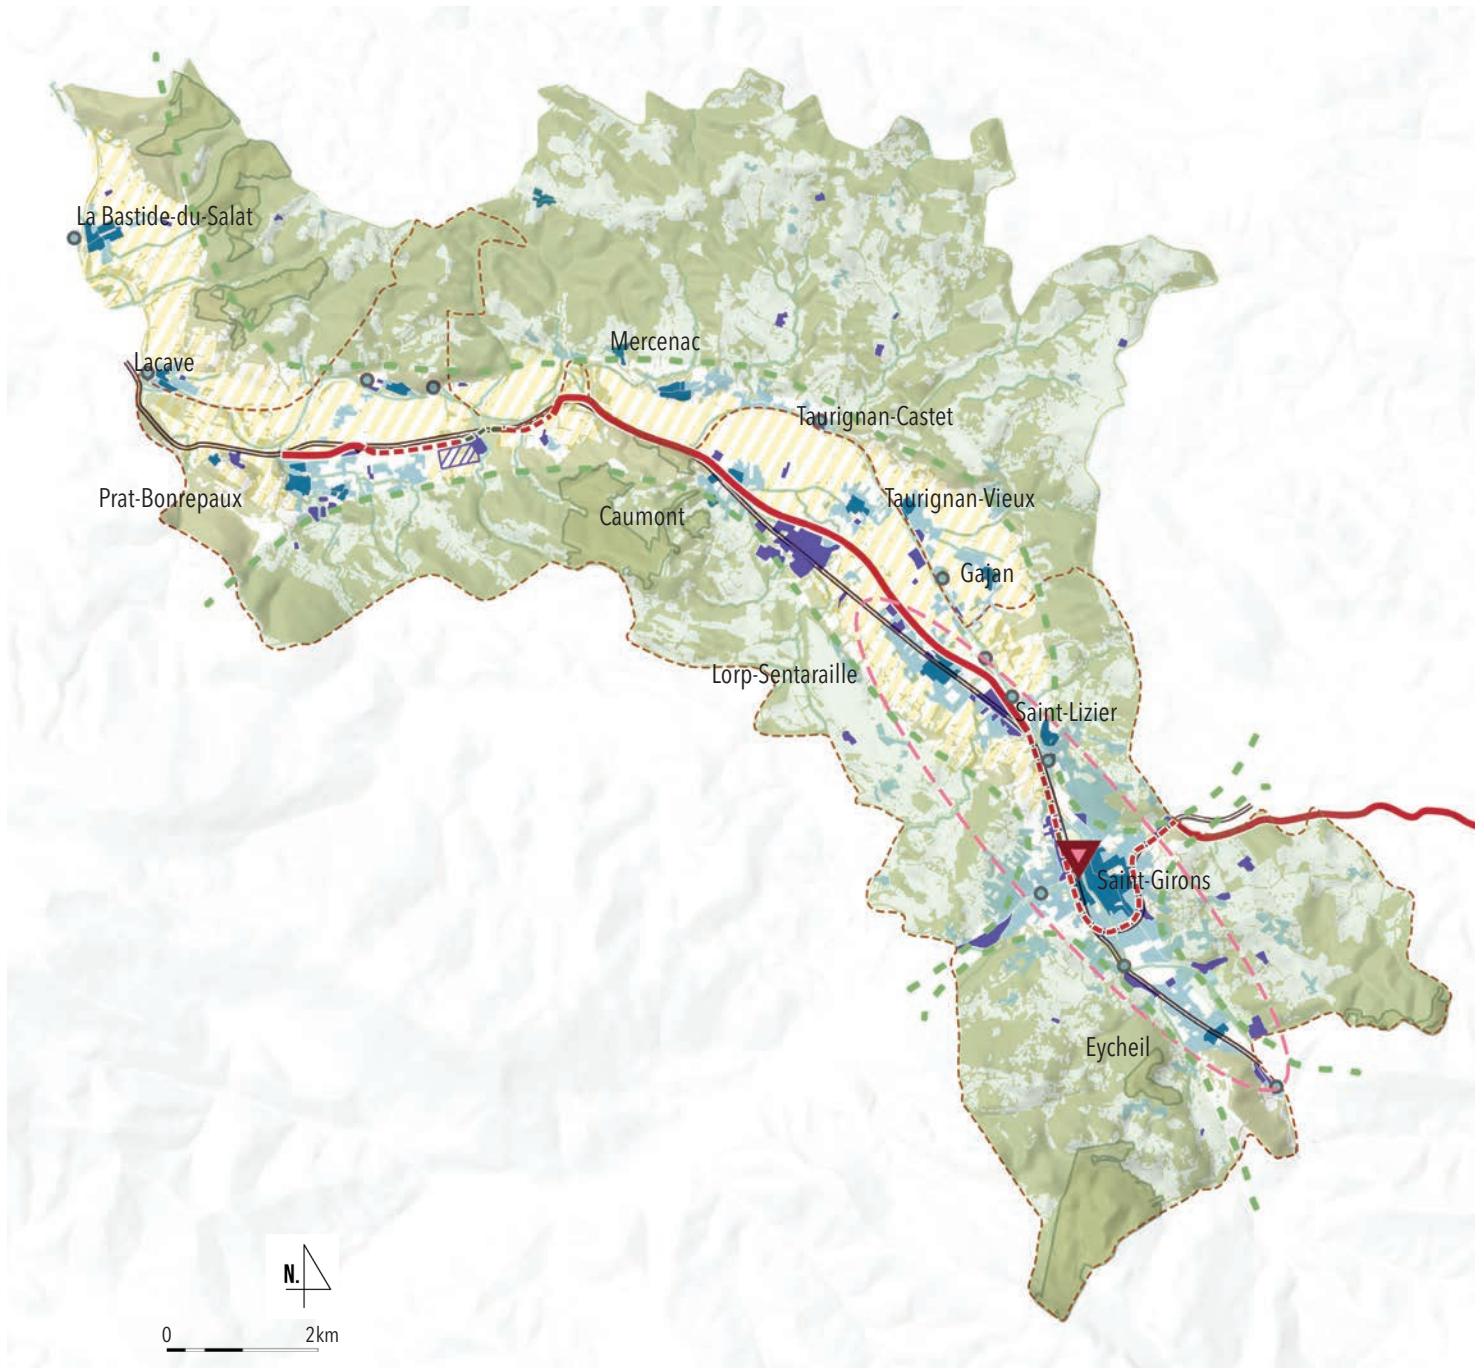 La Bastide-du-Salat
Mercenac
Lacave
Taurignan-Castet
Prat-Bonrepaux
Taurignan-Vieux
Caumont
Gajan
Lorp-Sentaraille
Saint-Lizier
Saint-Girons
Eycheil
N.
0 2km